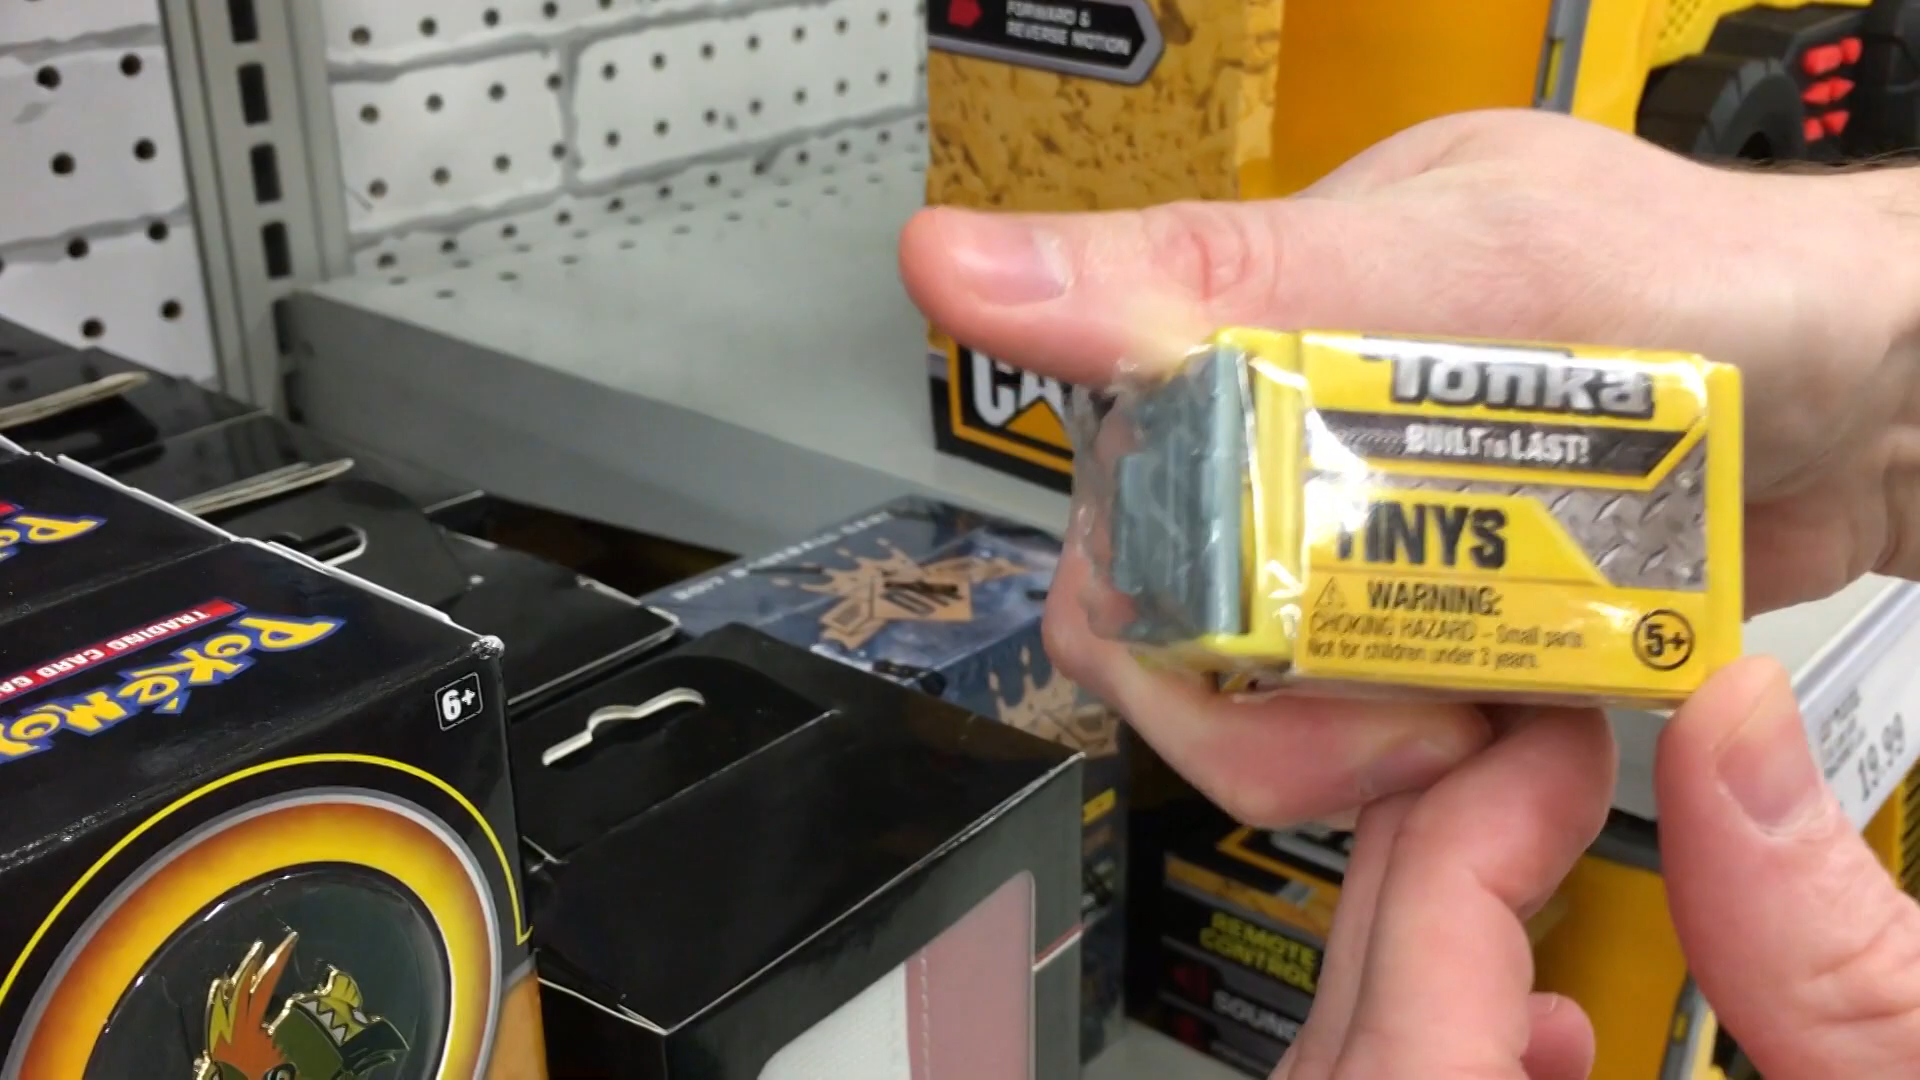 FORWARD &
REVERSE MOTION
Tonka
BUILT to LAST!
TINYS
WARNING:
CHOKING HAZARD - Small parts.
Not for children under 3 years.
5+
Pokémon
TRADING CARD
6+
REMOTE
CONTROL
SOUND
19.99